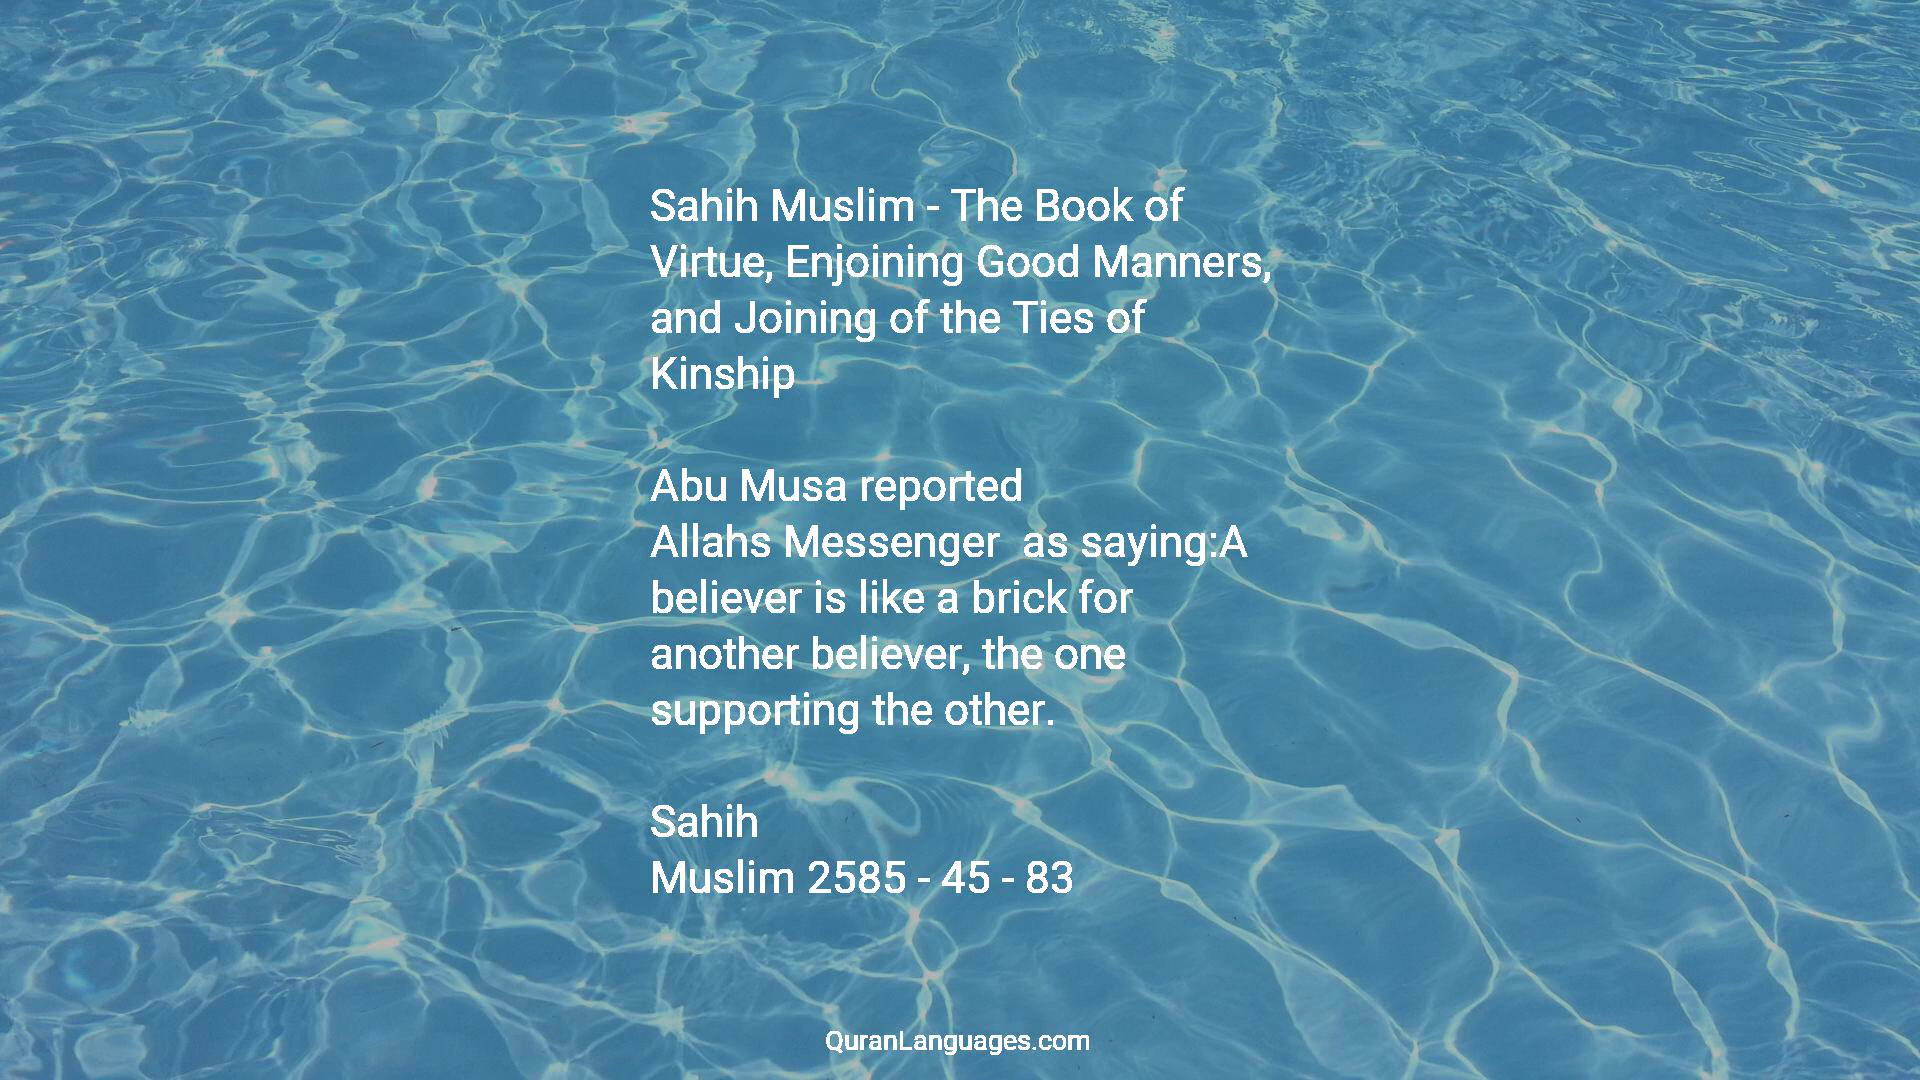 Sahih Muslim - The Book of
Virtue, Enjoining Good Manners,
and Joining of the Ties of
Kinship
Abu Musa reported
Allahs Messenger  as saying:A
believer is like a brick for
another believer, the one
supporting the other.
Sahih
Muslim 2585 - 45 - 83
QuranLanguages.com